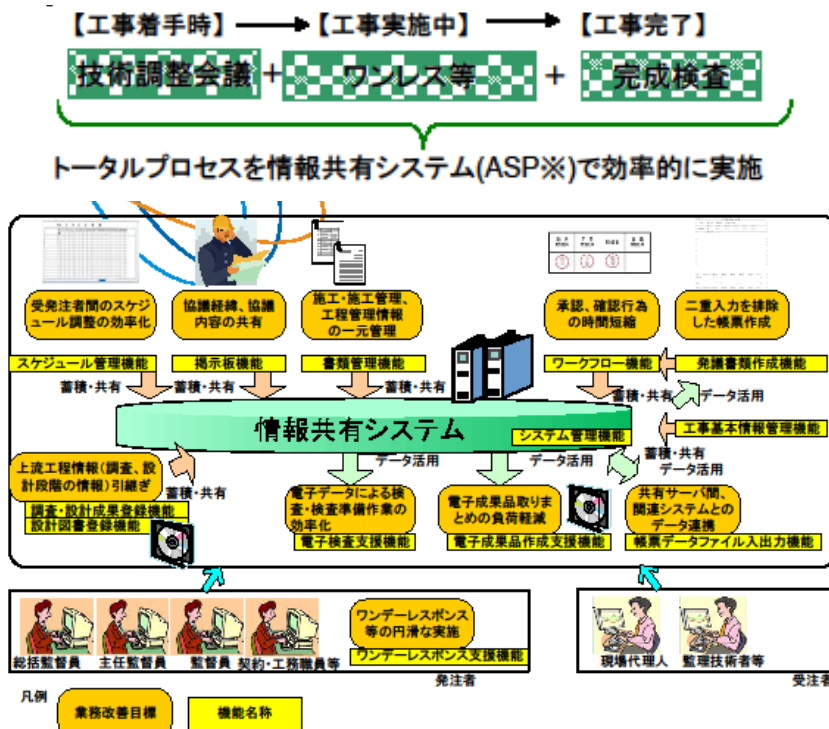 【工事着手時】 【工事実施中】 【工事完了】
技術調整会議 + ワンレス等 + 完成検査
トータルプロセスを情報共有システム(ASP※)で効率的に実施
受発注者間のスケ
ジュール調整の効率化
協議経緯、協議
内容の共有
施工・施工管理、
工程管理情報
の一元管理
承認、確認行為
の時間短縮
二重入力を排除
した帳票作成
スケジュール管理機能
掲示板機能
書類管理機能
ワークフロー機能
発議書類作成機能
蓄積・共有
蓄積・共有
蓄積・共有
蓄積・共有
データ活用
情報共有システム
システム管理機能
工事基本情報管理機能
蓄積・共有
データ活用
データ活用
データ活用
上流工程情報(調査、設
計段階の情報)引継ぎ
蓄積・共有
調査・設計成果登録機能
設計図書登録機能
電子データによる検
査・検査準備作業の
効率化
電子検査支援機能
電子成果品取りま
とめの負荷軽減
電子成果品作成支援機能
共有サーバ間、
関連システムとの
データ連携
帳票データファイル入出力機能
総括監督員
主任監督員
監督員
契約・工務職員等
ワンデーレスポンス
等の円滑な実施
ワンデーレスポンス支援機能
発注者
現場代理人
監理技術者等
受注者
凡例
業務改善目標
機能名称